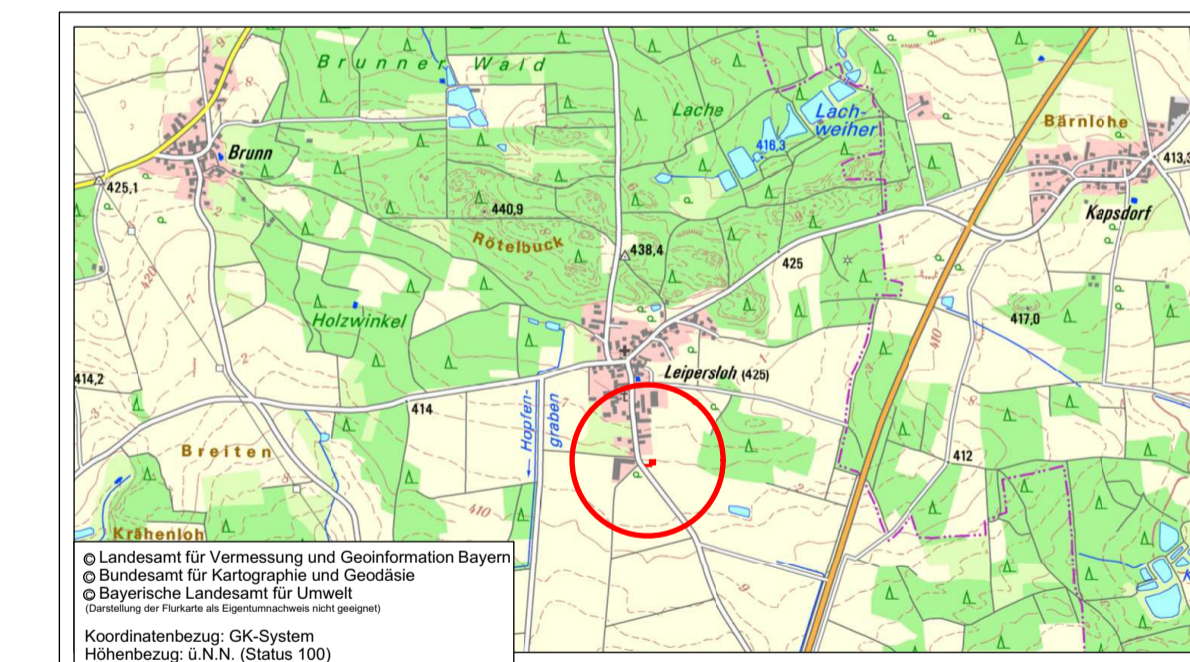 Brunner Wald
Lache
Lach-
weiher
416,3
Bärnlohe
Brunn
413,3
425,1
440,9
Kapsdorf
Rötelbuck
438,4
425
420
Holzwinkel
417,0
410
Leipersloh (425)
414,2
414
Hopfen-
graben
Breiten
412
410
Krähenloh
© Landesamt für Vermessung und Geoinformation Bayern
© Bundesamt für Kartographie und Geodäsie
© Bayerische Landesamt für Umwelt
(Darstellung der Flurkarte als Eigentumnachweis nicht geeignet)
Koordinatenbezug: GK-System
Höhenbezug: ü.N.N. (Status 100)